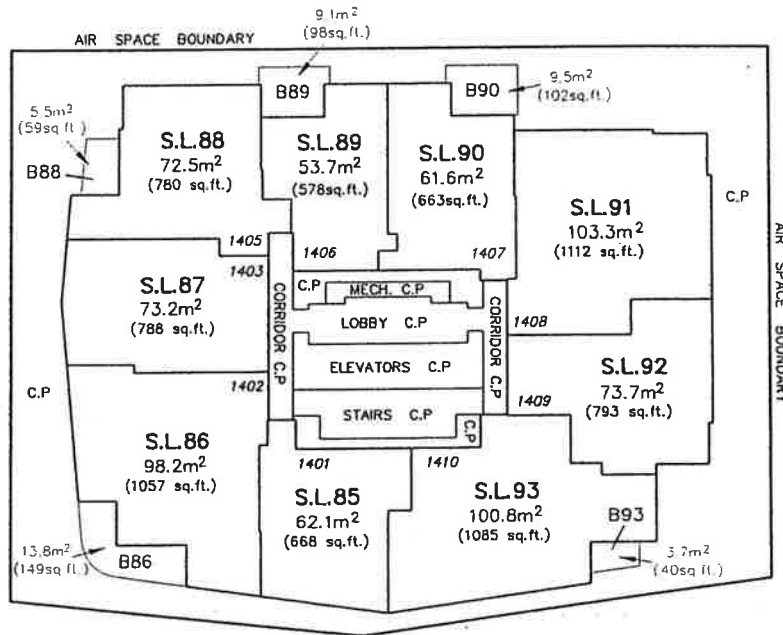 AIR SPACE BOUNDARY
9.1m²
(98sq.ft.)
B89
B90
9.5m²
(102sq.ft.)
5.5m²
(59sq.ft.)
B88
S.L.88
72.5m²
(780 sq.ft.)
1405
S.L.89
53.7m²
(578sq.ft.)
1406
S.L.90
61.6m²
(663sq.ft.)
1407
S.L.91
103.3m²
(1112 sq.ft.)
1408
C.P
AIR SPACE BOUNDARY
1403
S.L.87
73.2m²
(788 sq.ft.)
CORRIDOR C.P
C.P
MECH. C.P
LOBBY C.P
ELEVATORS C.P
STAIRS C.P
C.P
CORRIDOR C.P
S.L.92
73.7m²
(793 sq.ft.)
1409
C.P
1402
S.L.86
98.2m²
(1057 sq.ft.)
1401
S.L.85
62.1m²
(668 sq.ft.)
1410
S.L.93
100.8m²
(1085 sq.ft.)
B93
3.7m²
(40sq.ft.)
13.8m²
(149sq.ft.)
B86